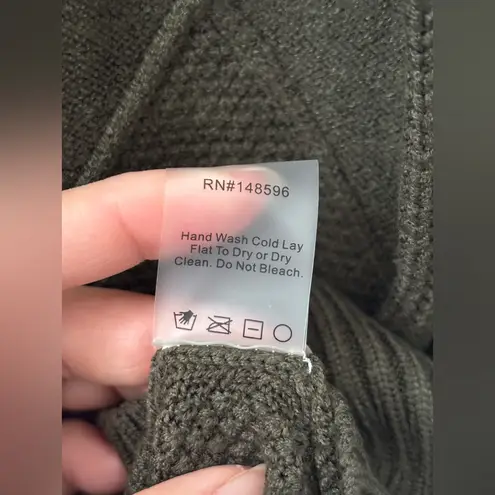 RN#148596
Hand Wash Cold Lay
Flat To Dry or Dry
Clean. Do Not Bleach.